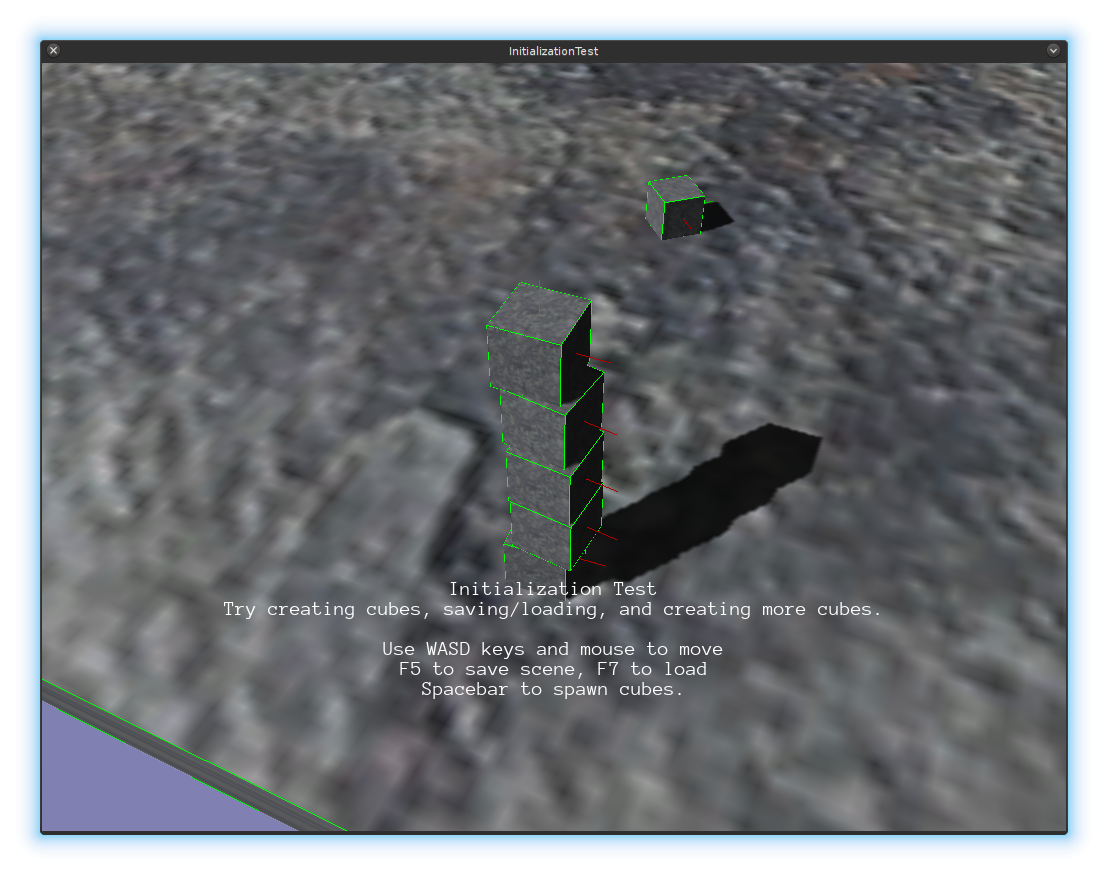 InitializationTest
Initialization Test
Try creating cubes, saving/loading, and creating more cubes.
Use WASD keys and mouse to move
F5 to save scene, F7 to load
Spacebar to spawn cubes.